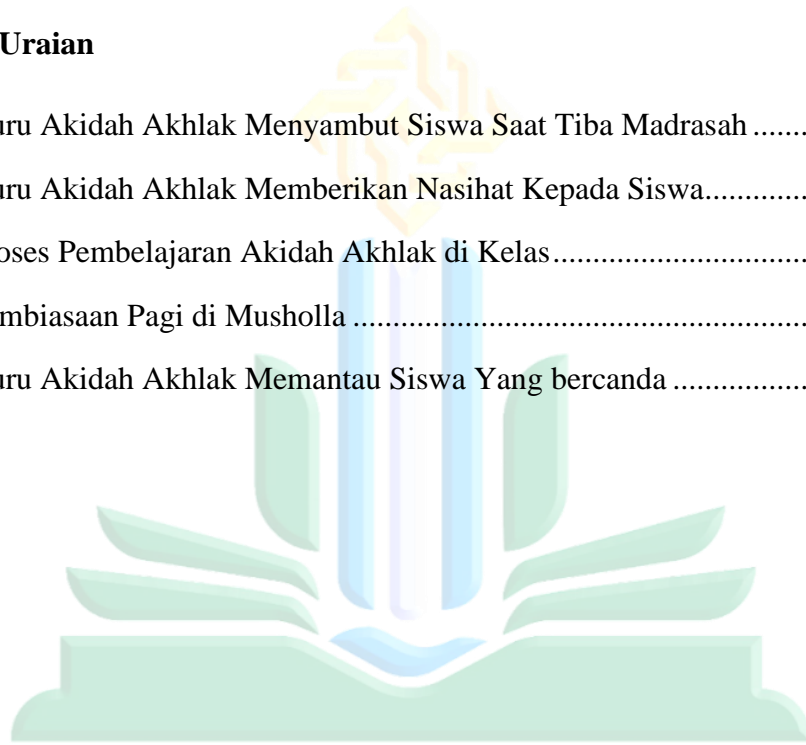 Uraian
uru Akidah Akhlak Menyambut Siswa Saat Tiba Madrasah .......
uru Akidah Akhlak Memberikan Nasihat Kepada Siswa.............
oses Pembelajaran Akidah Akhlak di Kelas................................
mbiasaan Pagi di Musholla .........................................................
uru Akidah Akhlak Memantau Siswa Yang bercanda .................